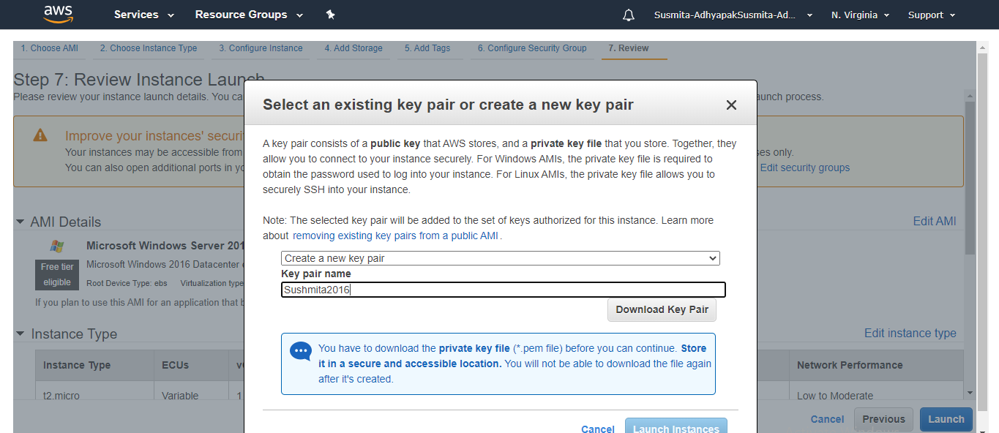 aws Services Resource Groups Susmita-AdhyapakSusmita-Ad... N. Virginia Support
1. Choose AMI 2. Choose Instance Type 3. Configure Instance 4. Add Storage 5. Add Tags 6. Configure Security Group 7. Review
Step 7: Review Instance Launch
Please review your instance launch details. You ca
aunch process.
Improve your instances' securi
Your instances may be accessible from
es only.
You can also open additional ports in yo
Edit security groups
AMI Details
Edit AMI
Microsoft Windows Server 201
Free tier
eligible
Microsoft Windows 2016 Datacenter
Root Device Type: ebs Virtualization type
If you plan to use this AMI for an application that b
Instance Type
Edit instance type
Instance Type ECUs v Network Performance
t2.micro Variable 1 Low to Moderate
Select an existing key pair or create a new key pair
A key pair consists of a public key that AWS stores, and a private key file that you store. Together, they
allow you to connect to your instance securely. For Windows AMIs, the private key file is required to
obtain the password used to log into your instance. For Linux AMIs, the private key file allows you to
securely SSH into your instance.
Note: The selected key pair will be added to the set of keys authorized for this instance. Learn more
about removing existing key pairs from a public AMI.
Create a new key pair
Key pair name
Sushmita2016
Download Key Pair
You have to download the private key file (*.pem file) before you can continue. Store
it in a secure and accessible location. You will not be able to download the file again
after it's created.
Cancel Launch Instances
Cancel Previous Launch